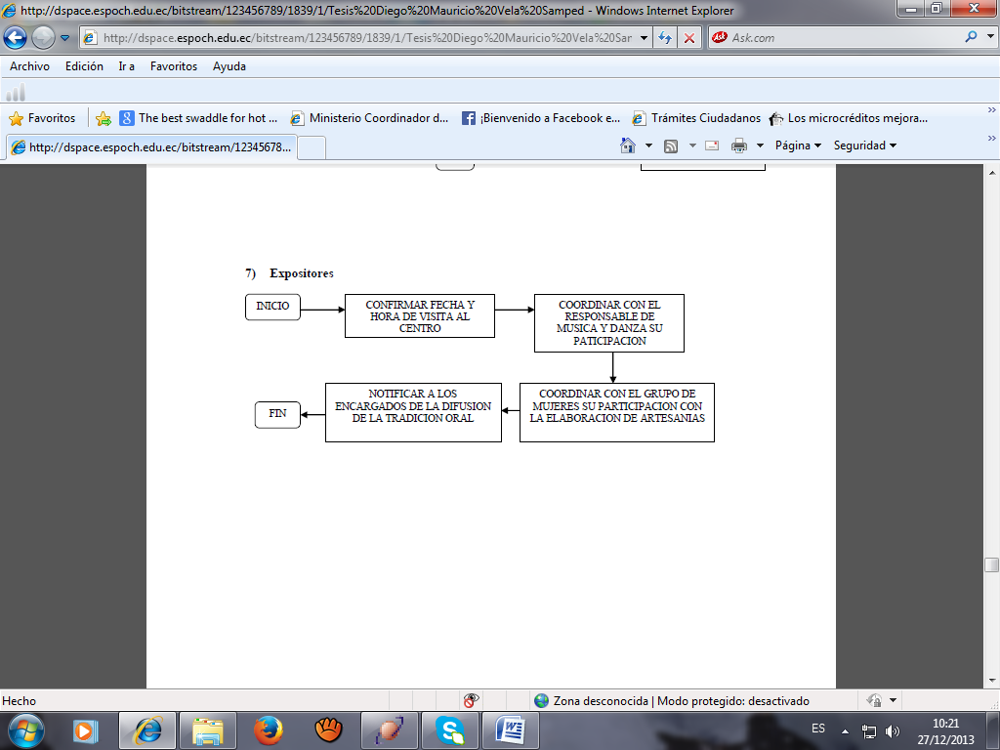 http://dspace.espoch.edu.ec/bitstream/123456789/1839/1/Tesis%20Diego%20Mauricio%20Vela%20Samped - Windows Internet Explorer
http://dspace.espoch.edu.ec/bitstream/123456789/1839/1/Tesis%20Diego%20Mauricio%20Vela%20Sar
Ask Ask.com
Archivo Edición Ir a Favoritos Ayuda
Favoritos The best swaddle for hot ... Ministerio Coordinador d... ¡Bienvenido a Facebook e... Trámites Ciudadanos Los microcréditos mejora...
http://dspace.espoch.edu.ec/bitstream/12345678... Página Seguridad
7) Expositores
INICIO
CONFIRMAR FECHA Y
HORA DE VISITA AL
CENTRO
COORDINAR CON EL
RESPONSABLE DE
MUSICA Y DANZA SU
PATICIPACION
COORDINAR CON EL GRUPO DE
MUJERES SU PARTICIPACION CON
LA ELABORACION DE ARTESANIAS
NOTIFICAR A LOS
ENCARGADOS DE LA DIFUSION
DE LA TRADICION ORAL
FIN
Hecho Zona desconocida | Modo protegido: desactivado
ES 10:21
27/12/2013